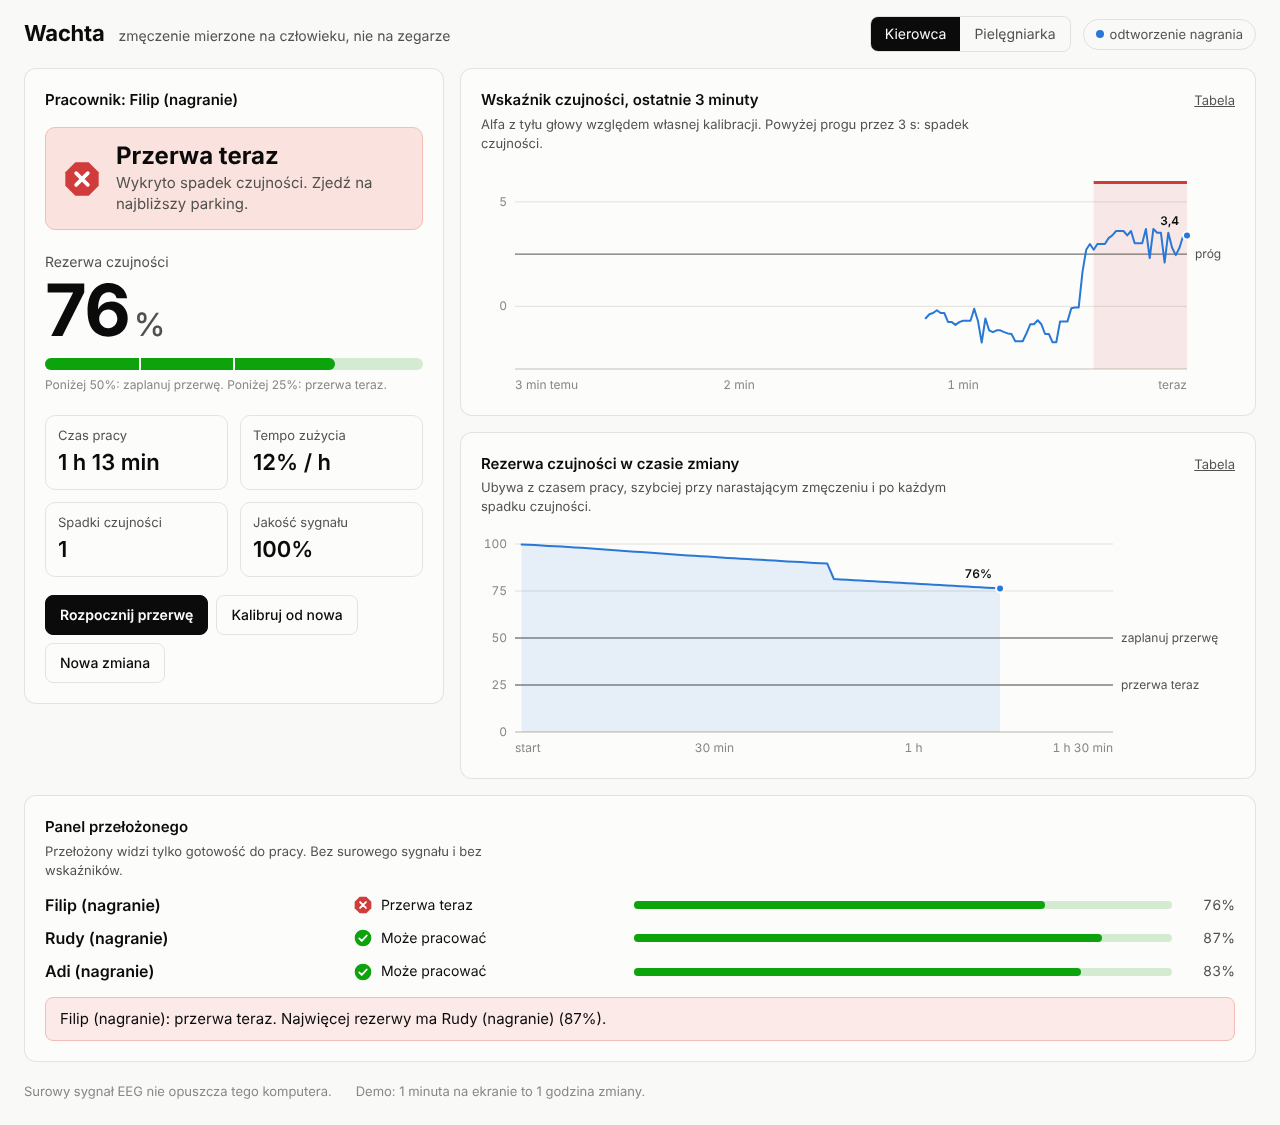 Wachta zmęczenie mierzone na człowieku, nie na zegarze
Kierowca Pielęgniarka odtworzenie nagrania
Pracownik: Filip (nagranie)
Przerwa teraz
Wykryto spadek czujności. Zjedź na
najbliższy parking.
Rezerwa czujności
76 %
Poniżej 50%: zaplanuj przerwę. Poniżej 25%: przerwa teraz.
Czas pracy
1 h 13 min
Tempo zużycia
12% / h
Spadki czujności
1
Jakość sygnału
100%
Rozpocznij przerwę
Kalibruj od nowa
Nowa zmiana
Wskaźnik czujności, ostatnie 3 minuty
Tabela
Alfa z tyłu głowy względem własnej kalibracji. Powyżej progu przez 3 s: spadek
czujności.
5
3,4
próg
0
3 min temu 2 min 1 min teraz
Rezerwa czujności w czasie zmiany
Tabela
Ubywa z czasem pracy, szybciej przy narastającym zmęczeniu i po każdym
spadku czujności.
100
76%
75
50 zaplanuj przerwę
25 przerwa teraz
0
start 30 min 1 h 1 h 30 min
Panel przełożonego
Przełożony widzi tylko gotowość do pracy. Bez surowego sygnału i bez
wskaźników.
Filip (nagranie) Przerwa teraz 76%
Rudy (nagranie) Może pracować 87%
Adi (nagranie) Może pracować 83%
Filip (nagranie): przerwa teraz. Najwięcej rezerwy ma Rudy (nagranie) (87%).
Surowy sygnał EEG nie opuszcza tego komputera. Demo: 1 minuta na ekranie to 1 godzina zmiany.